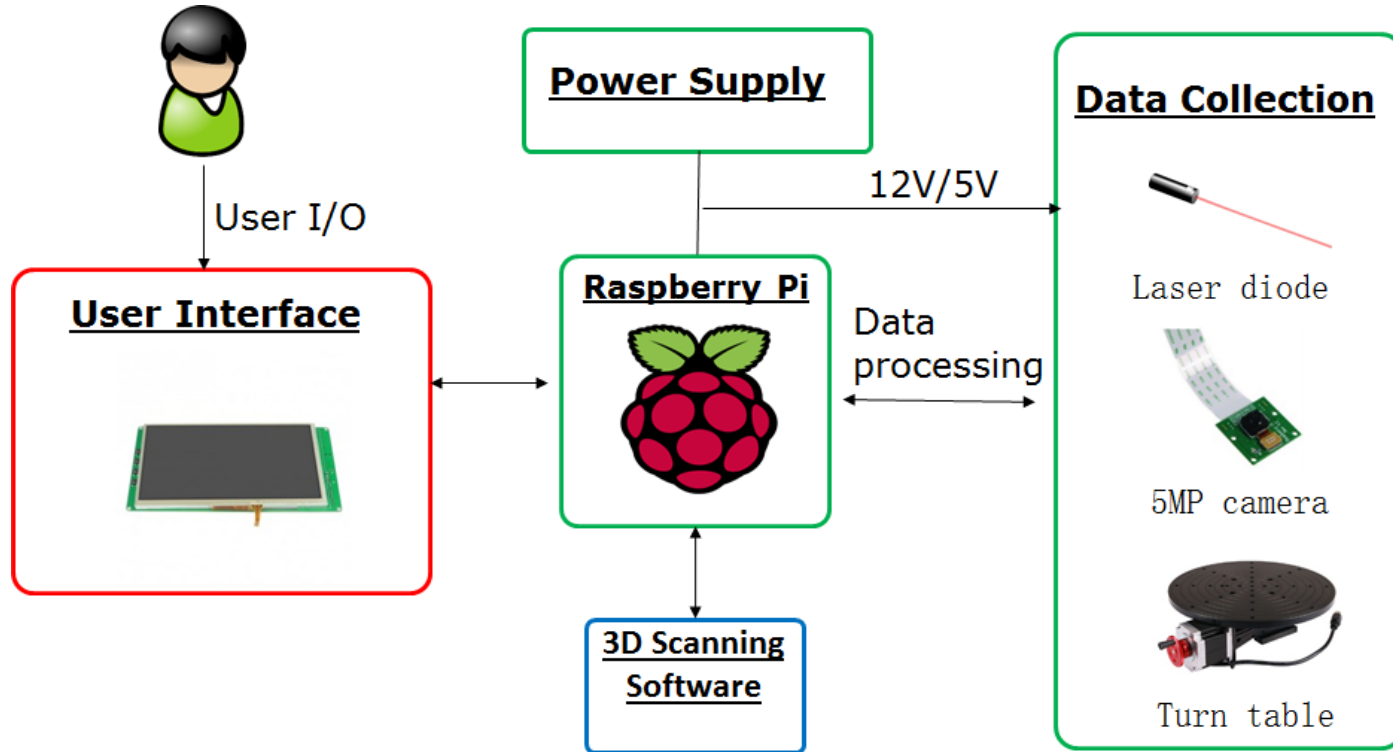 Power Supply
Data Collection
12V/5V
User I/O
User Interface
Raspberry Pi
Laser diode
Data
processing
5MP camera
3D Scanning
Software
Turn table